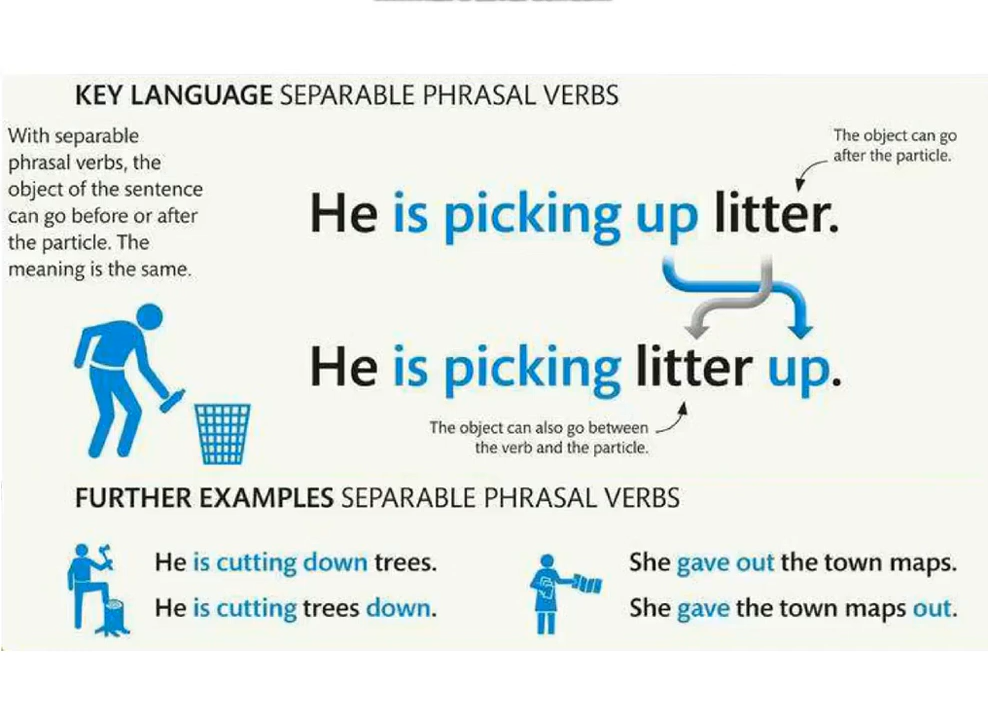 KEY LANGUAGE SEPARABLE PHRASAL VERBS
With separable
phrasal verbs, the
object of the sentence
can go before or after
the particle. The
meaning is the same.
The object can go
after the particle.
He is picking up litter.
He is picking litter up.
The object can also go between
the verb and the particle.
FURTHER EXAMPLES SEPARABLE PHRASAL VERBS
He is cutting down trees.
He is cutting trees down.
She gave out the town maps.
She gave the town maps out.